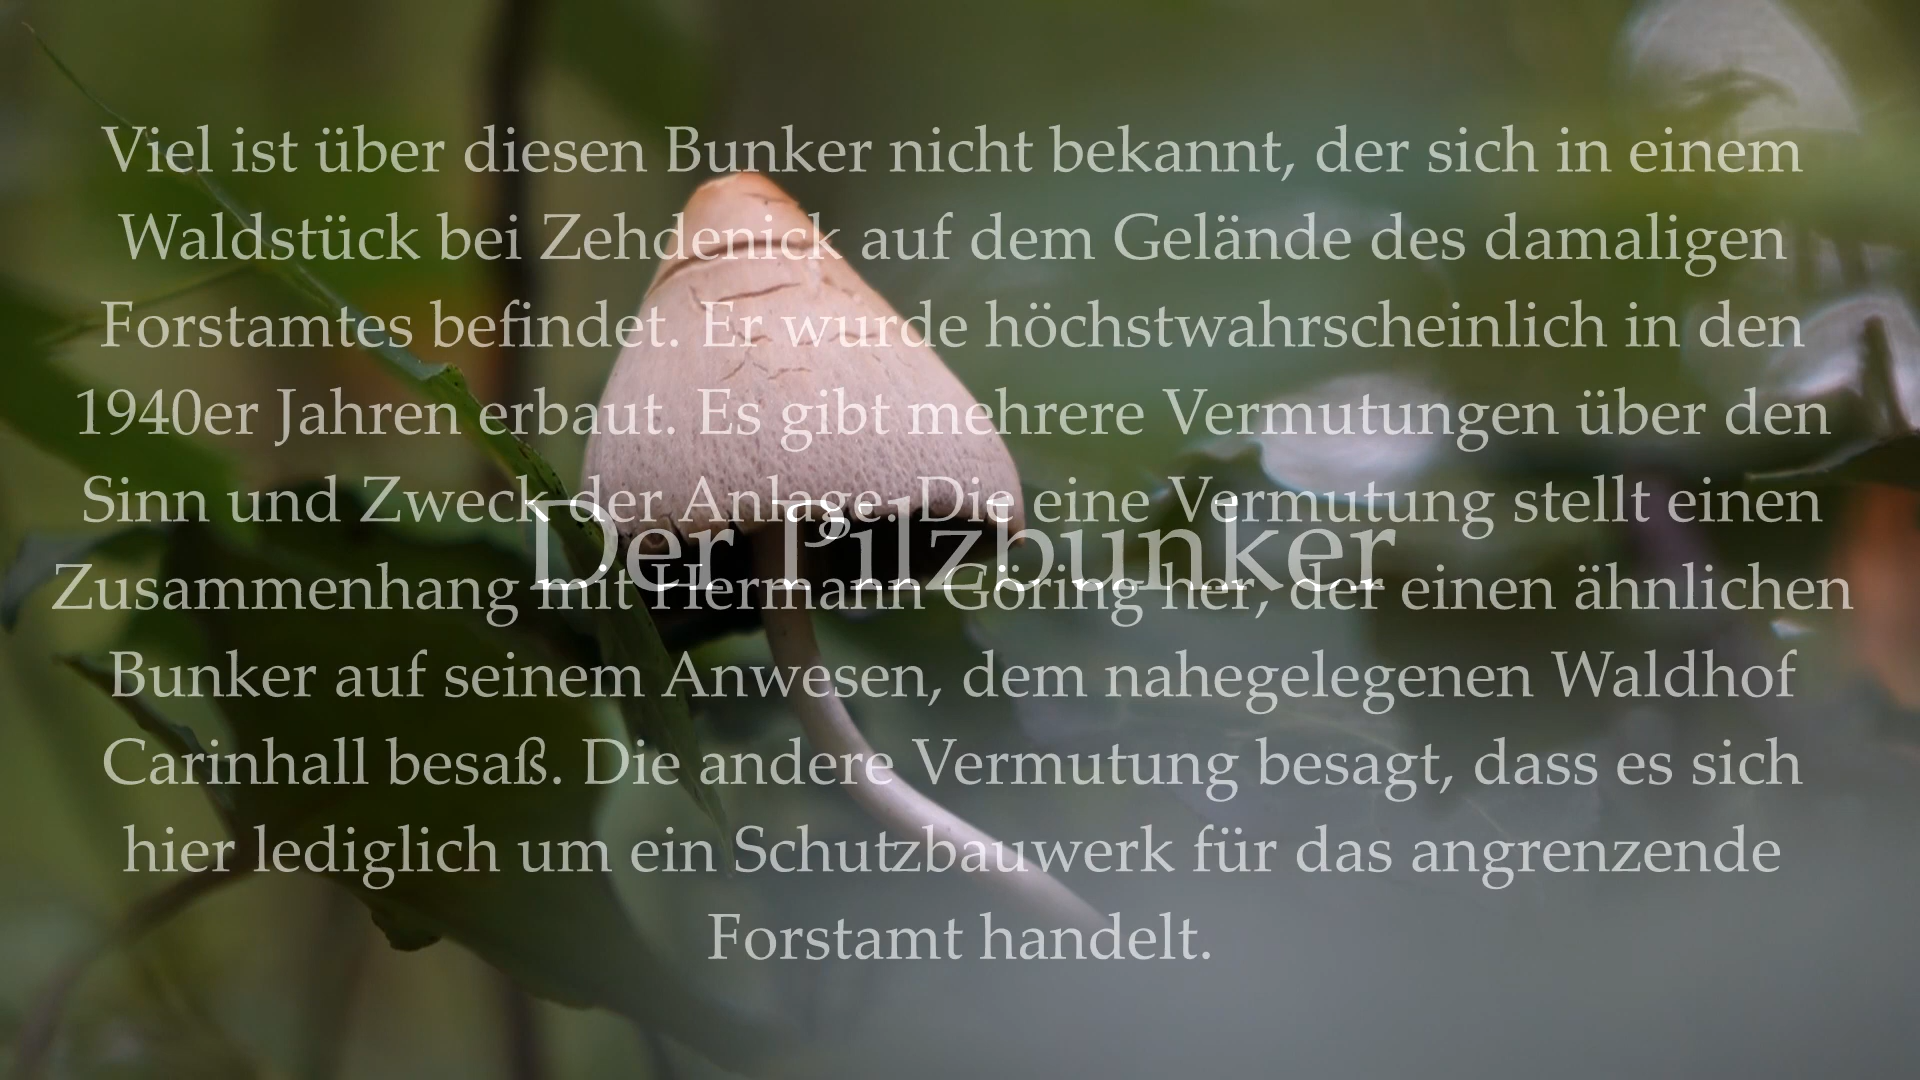 Viel ist über diesen Bunker nicht bekannt, der sich in einem
Waldstück bei Zehdenick auf dem Gelände des damaligen
Forstamtes befindet. Er wurde höchstwahrscheinlich in den
1940er Jahren erbaut. Es gibt mehrere Vermutungen über den
Sinn und Zweck der Anlage. Die eine Vermutung stellt einen
Der Pilzbunker
Zusammenhang mit Hermann Göring her, der einen ähnlichen
Bunker auf seinem Anwesen, dem nahegelegenen Waldhof
Carinhall besaß. Die andere Vermutung besagt, dass es sich
hier lediglich um ein Schutzbauwerk für das angrenzende
Forstamt handelt.